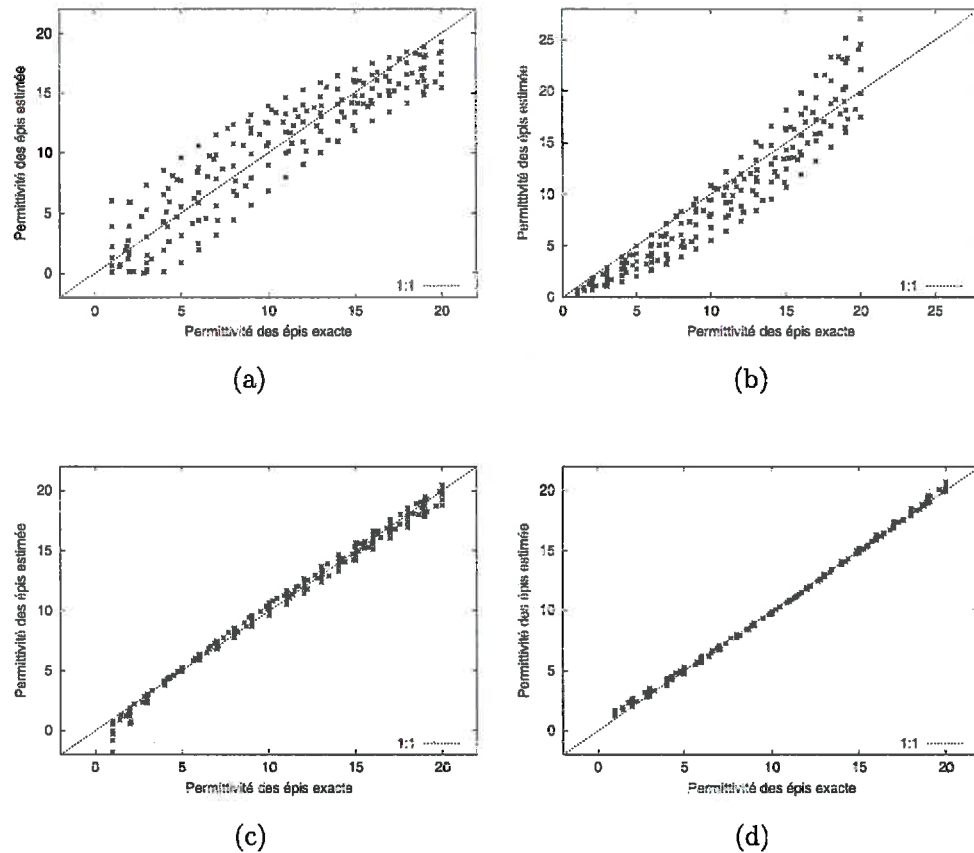 20
15
10
5
0
Permittivité des épis estimée
1:1
0 5 10 15 20
Permittivité des épis exacte
(a)
25
20
15
10
5
0
Permittivité des épis estimée
1:1
0 5 10 15 20 25
Permittivité des épis exacte
(b)
20
15
10
5
0
Permittivité des épis estimée
1:1
0 5 10 15 20
Permittivité des épis exacte
(c)
20
15
10
5
0
Permittivité des épis estimée
1:1
0 5 10 15 20
Permittivité des épis exacte
(d)